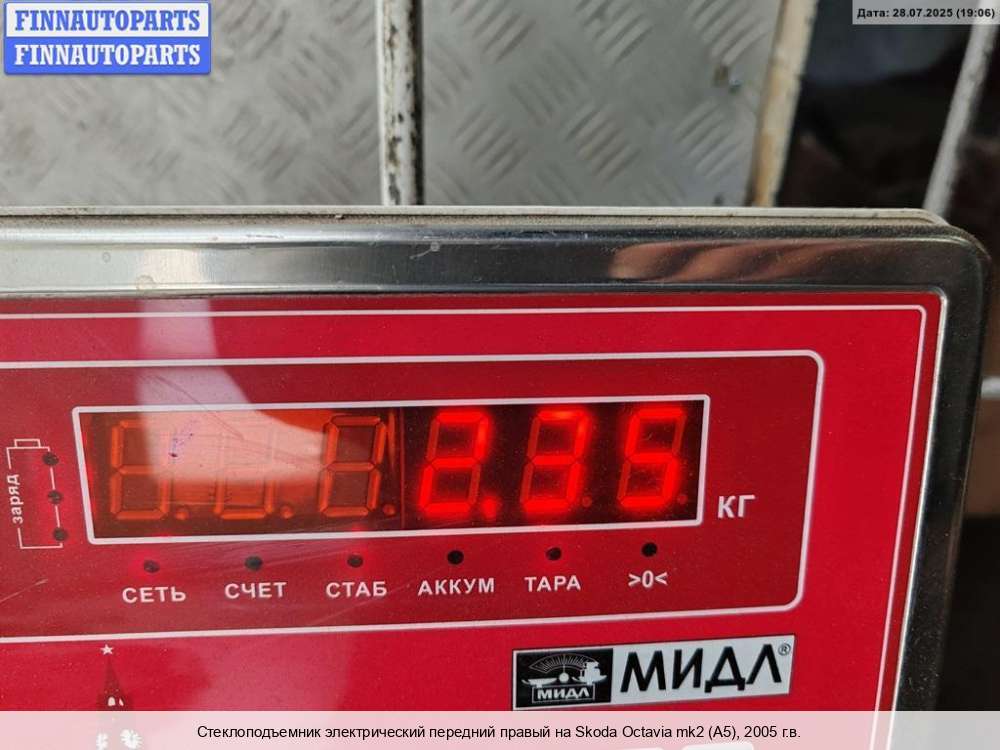 FINNAUTOPARTS
FINNAUTOPARTS
Дата: 28.07.2025 (19:06)
заряд
2.35
КГ
СЕТЬ СЧЕТ СТАБ АККУМ ТАРА >0<
МИДЛ МИДЛ®
Стеклоподъемник электрический передний правый на Skoda Octavia mk2 (A5), 2005 г.в.